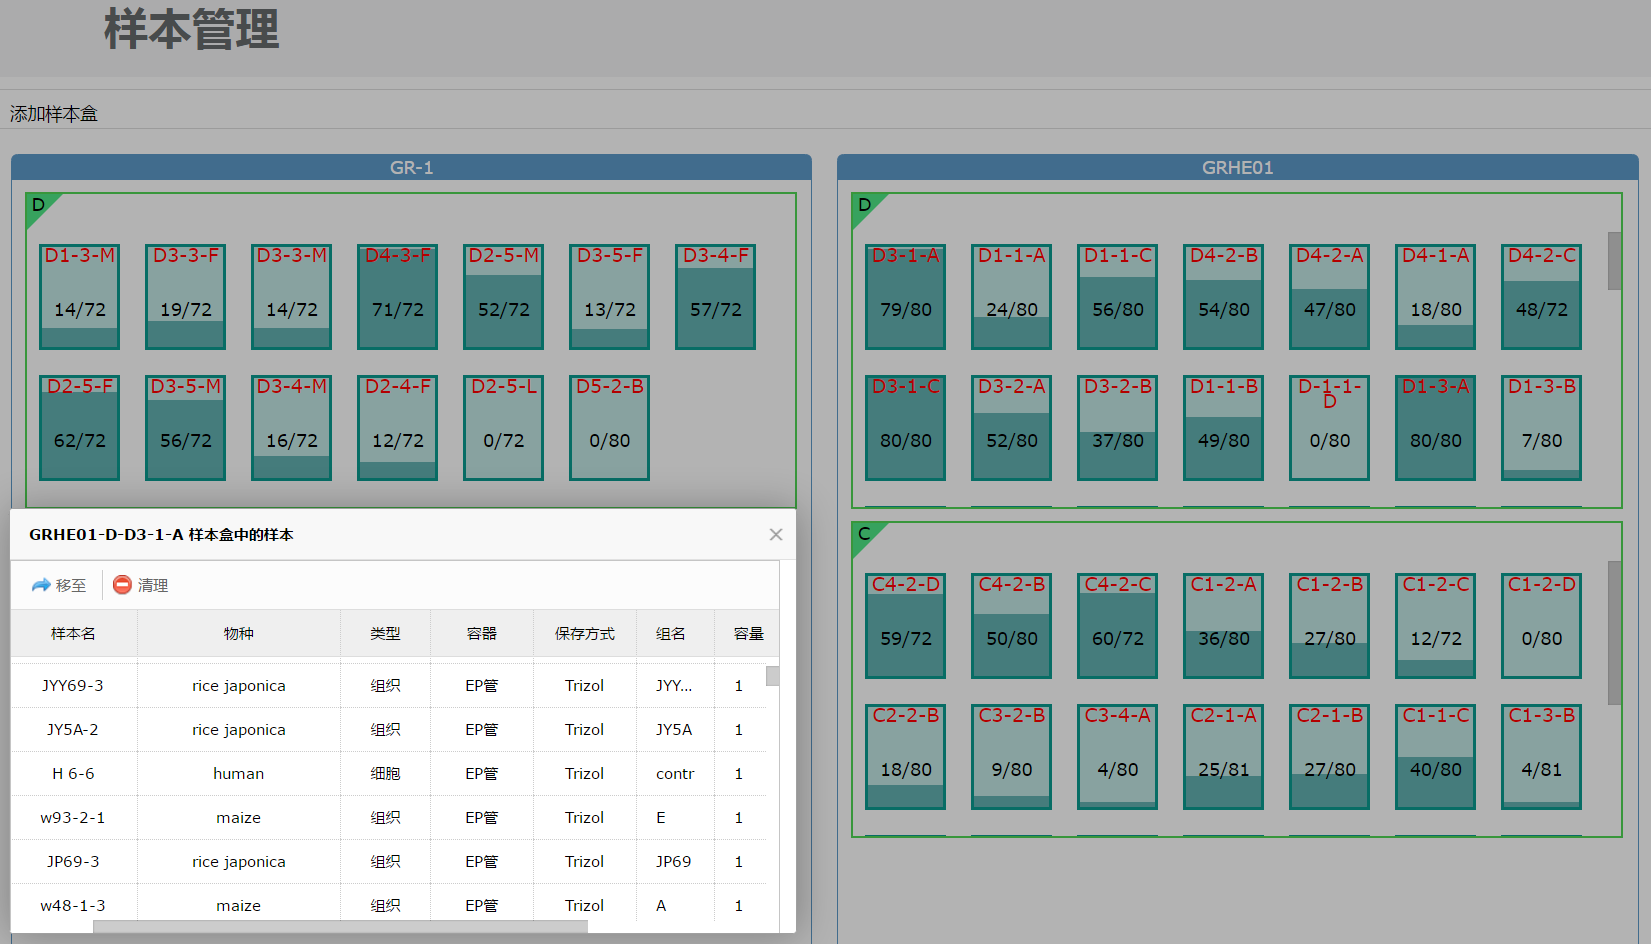 样本管理
添加样本盒
GR-1
D
D1-3-M D3-3-F D3-3-M D4-3-F D2-5-M D3-5-F D3-4-F
14/72 19/72 14/72 71/72 52/72 13/72 57/72
D2-5-F D3-5-M D3-4-M D2-4-F D2-5-L D5-2-B
62/72 56/72 16/72 12/72 0/72 0/80
GRHE01
D
D3-1-A D1-1-A D1-1-C D4-2-B D4-2-A D4-1-A D4-2-C
79/80 24/80 56/80 54/80 47/80 18/80 48/72
D3-1-C D3-2-A D3-2-B D1-1-B D-1-1-D D1-3-A D1-3-B
80/80 52/80 37/80 49/80 0/80 80/80 7/80
C
C4-2-D C4-2-B C4-2-C C1-2-A C1-2-B C1-2-C C1-2-D
59/72 50/80 60/72 36/80 27/80 12/72 0/80
C2-2-B C3-2-B C3-4-A C2-1-A C2-1-B C1-1-C C1-3-B
18/80 9/80 4/80 25/81 27/80 40/80 4/81
GRHE01-D-D3-1-A 样本盒中的样本
移至 清理
样本名 物种 类型 容器 保存方式 组名 容量
JYY69-3 rice japonica 组织 EP管 Trizol JYY... 1
JY5A-2 rice japonica 组织 EP管 Trizol JY5A 1
H 6-6 human 细胞 EP管 Trizol contr 1
w93-2-1 maize 组织 EP管 Trizol E 1
JP69-3 rice japonica 组织 EP管 Trizol JP69 1
w48-1-3 maize 组织 EP管 Trizol A 1